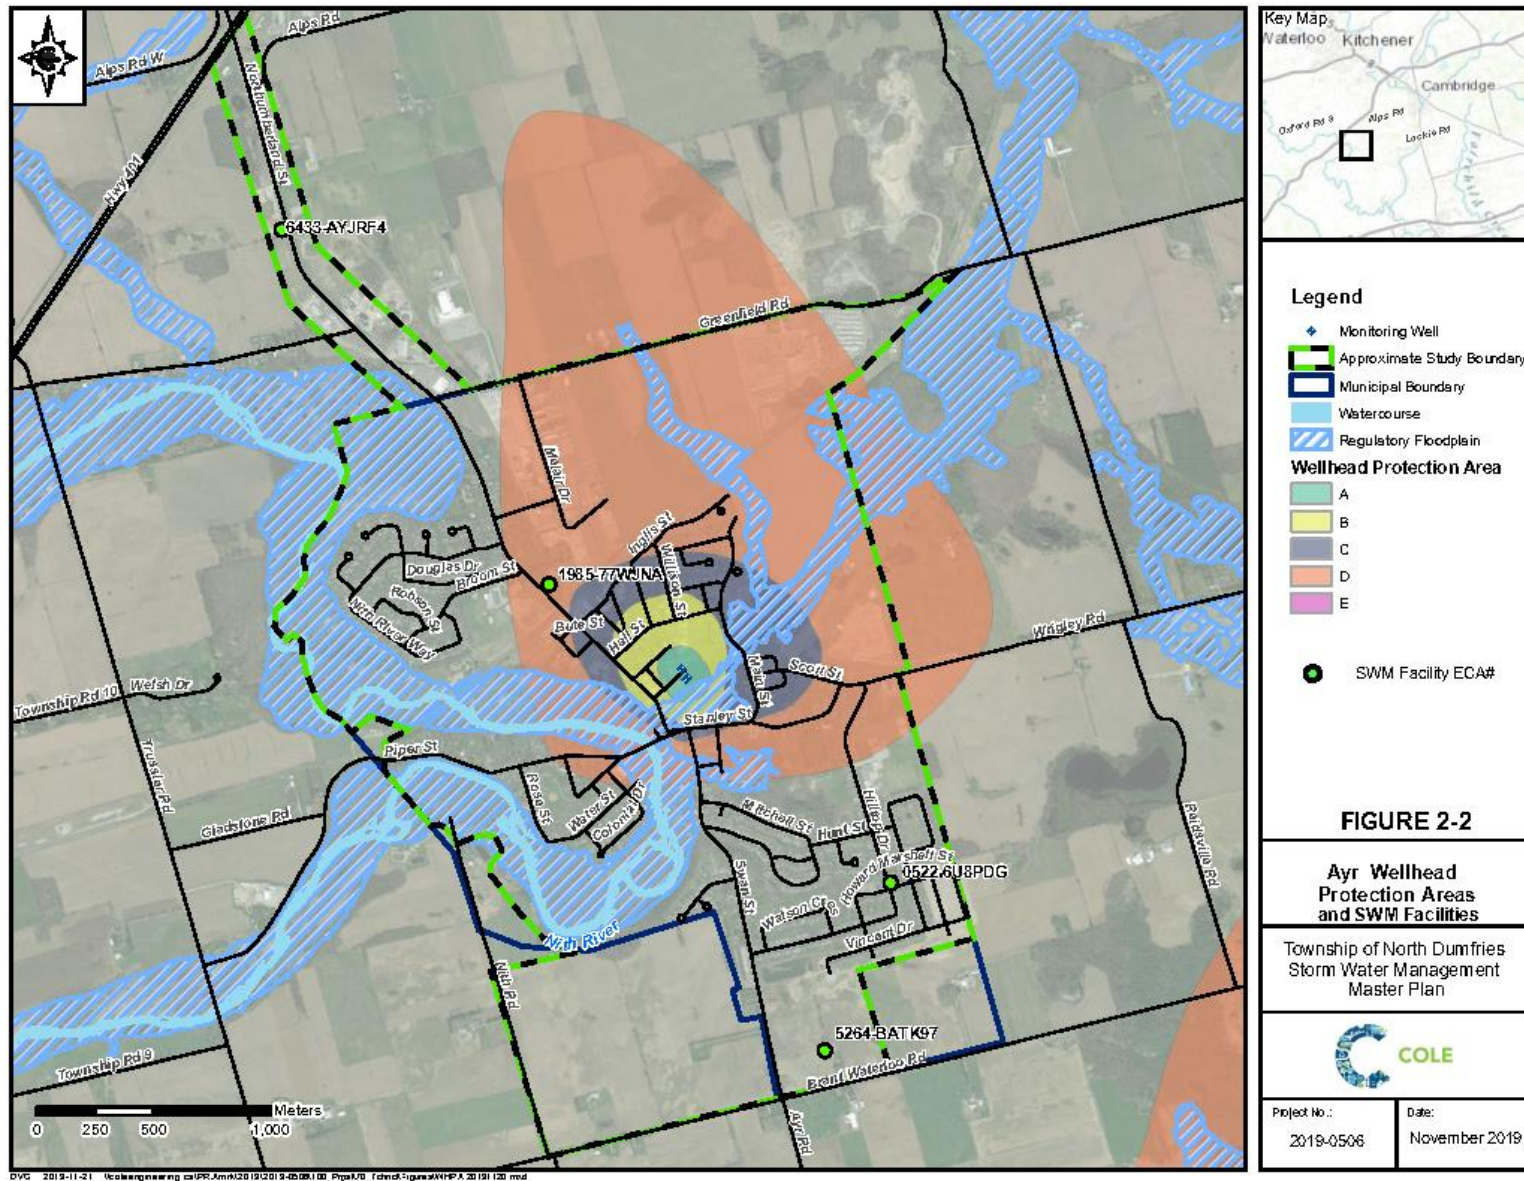 Alps Rd
Alps Rd W
Northumberland St
Hwy 401
6433-AYJRF4
Greenfield Rd
Melair Dr
Inglis St
Willison St
Douglas Dr
Broom St
1985-77WJNA
Robson St
Nith River Way
Bute St
Hall St
Main St
Scott St
Wrigley Rd
Stanley St
Township Rd 10
Welsh Dr
Trussler Rd
Piper St
Gladstone Rd
Rose St
Water St
Colonial Dr
Mitchell St
Hunt St
Hilltop Dr
Howard Marshall St
0522-6U8PDG
Swan St
Watson Cres
Vincent Dr
Reidsville Rd
Nith River
Nith Rd
5264-BATK97
Brant Waterloo Rd
Township Rd 9
Ayr Rd
Meters
0 250 500 1,000
Key Map
Waterloo Kitchener
Cambridge
Oxford Rd 8
Alps Rd
Lockie Rd
Legend
Monitoring Well
Approximate Study Boundary
Municipal Boundary
Watercourse
Regulatory Floodplain
Wellhead Protection Area
A
B
C
D
E
SWM Facility ECA#
FIGURE 2-2
Ayr Wellhead
Protection Areas
and SWM Facilities
Township of North Dumfries
Storm Water Management
Master Plan
COLE
Project No.:
2019-0506
Date:
November 2019